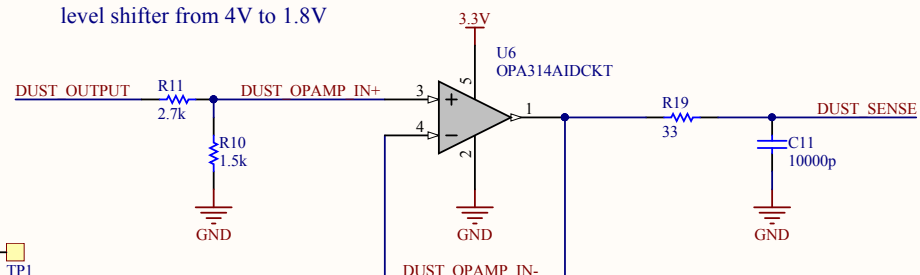 level shifter from 4V to 1.8V
3.3V
U6
OPA314AIDCKT
DUST_OUTPUT
R11
2.7k
DUST_OPAMP_IN+
3
5
+
1
R19
33
DUST_SENSE
4
−
2
R10
1.5k
C11
10000p
GND
GND
GND
TP1
DUST_OPAMP_IN-